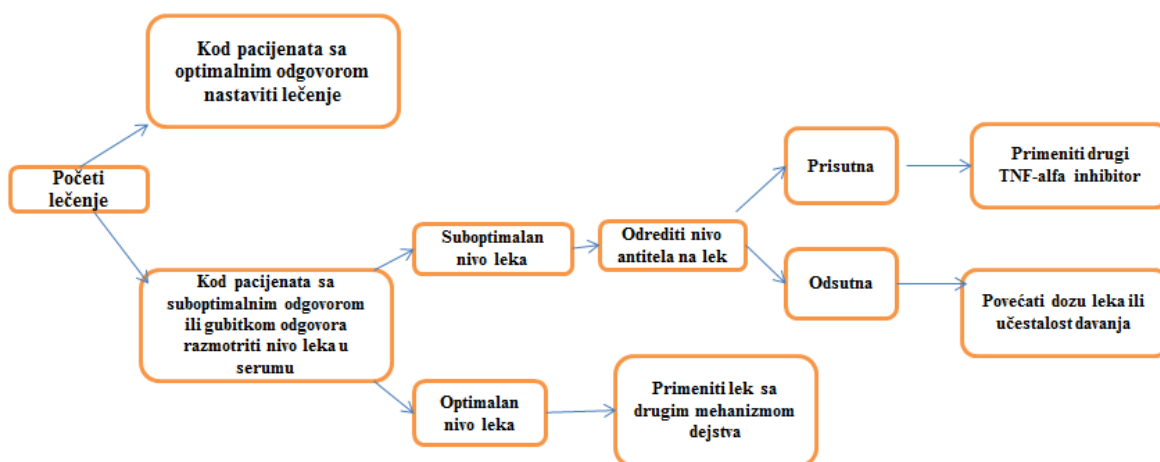 Kod pacijenata sa
optimalnim odgovorom
nastaviti lečenje
Početi
lečenje
Kod pacijenata sa
suboptimalnim odgovorom
ili gubitkom odgovora
razmotriti nivo leka u
serumu
Suboptimalan
nivo leka
Odrediti nivo
antitela na lek
Prisutna
Primeniti drugi
TNF-alfa inhibitor
Odsutna
Povećati dozu leka ili
učestalost davanja
Optimalan
nivo leka
Primeniti lek sa
drugim mehanizmom
dejstva